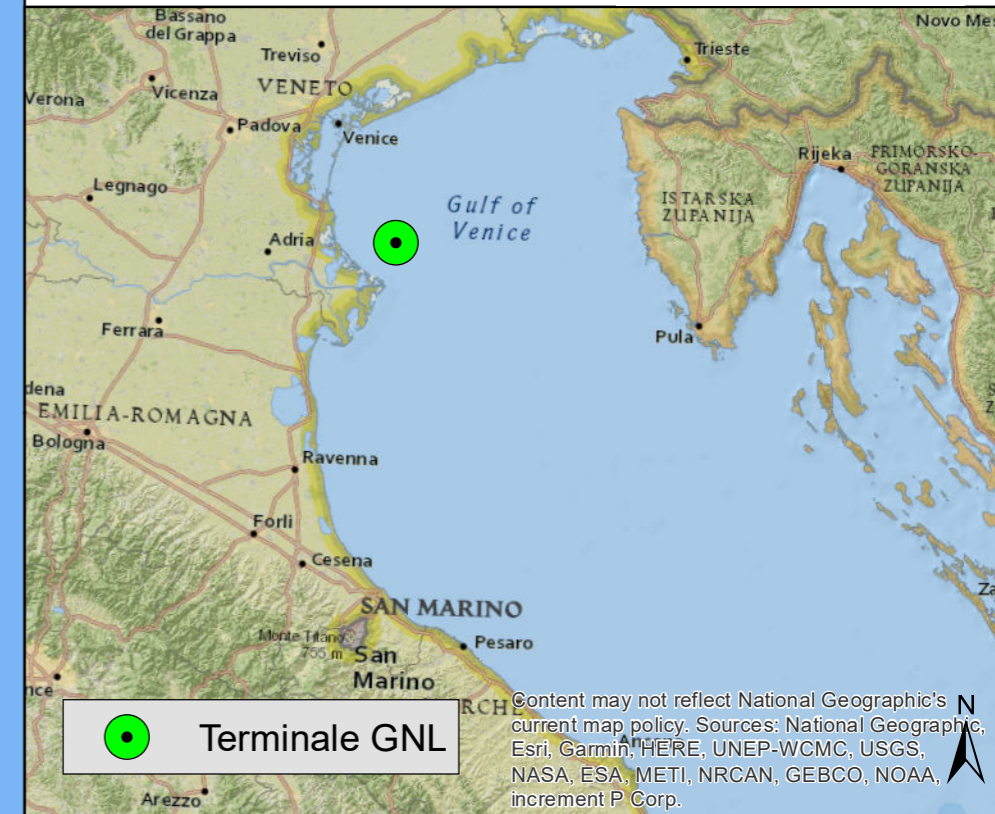 Bassano
del Grappa
Novo Mes
Treviso
Trieste
VENETO
Verona
Vicenza
Padova
Venice
Rijeka
PRIMORSKO-
GORANSKA
ZUPANIJA
Legnago
ISTARSKA
ZUPANIJA
Gulf of
Venice
Adria
Ferrara
Pula
dena
EMILIA-ROMAGNA
Bologna
Ravenna
Forli
Cesena
Za
SAN MARINO
Monte Titano
755 m
Pesaro
San
Marino
nce
RCHE
Content may not reflect National Geographic's
current map policy. Sources: National Geographic,
Esri, Garmin, HERE, UNEP-WCMC, USGS,
NASA, ESA, METI, NRCAN, GEBCO, NOAA,
increment P Corp.
N
Terminale GNL
Arezzo